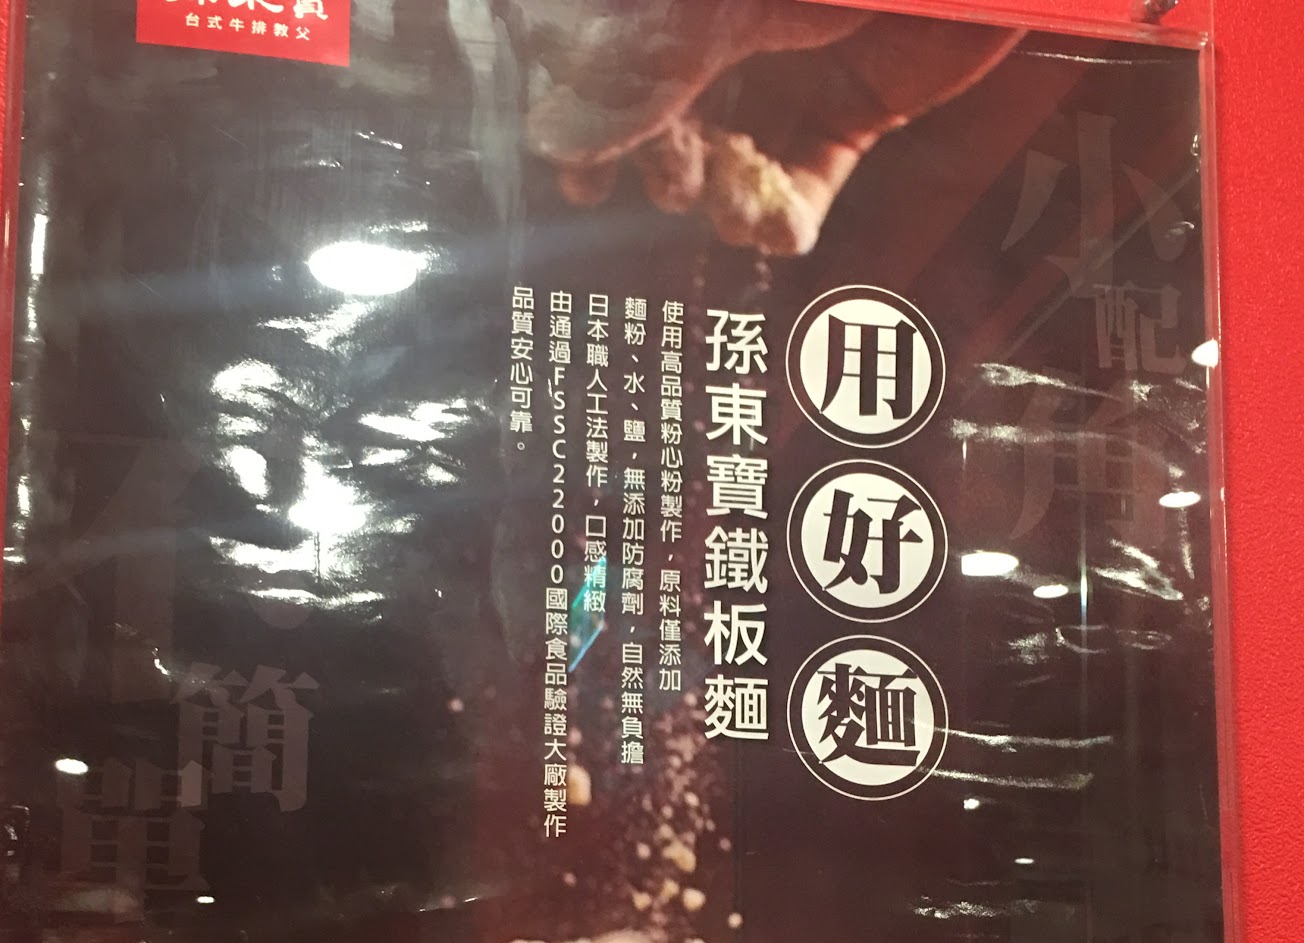 台式牛排教父
用好麵
孫東寶鐵板麵
使用高品質粉心粉製作，原料僅添加
麵粉、水、鹽，無添加防腐劑，自然無負擔
日本職人工法製作，口感精緻
由通過FSSC22000國際食品驗證大廠製作
品質安心可靠。
小配角
不簡單